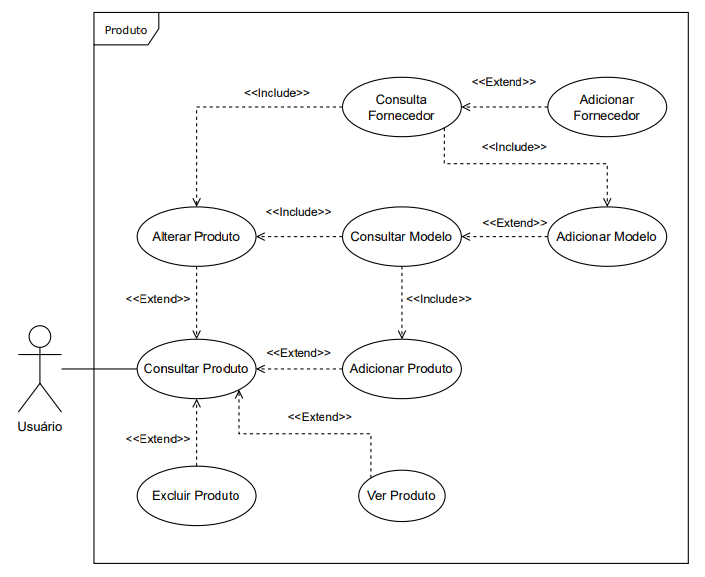 Produto
<<Include>>
Consulta
Fornecedor
<<Extend>>
Adicionar
Fornecedor
<<Include>>
Alterar Produto
<<Include>>
Consultar Modelo
<<Extend>>
Adicionar Modelo
<<Extend>>
<<Include>>
Consultar Produto
<<Extend>>
Adicionar Produto
Usuário
<<Extend>>
<<Extend>>
Excluir Produto
Ver Produto